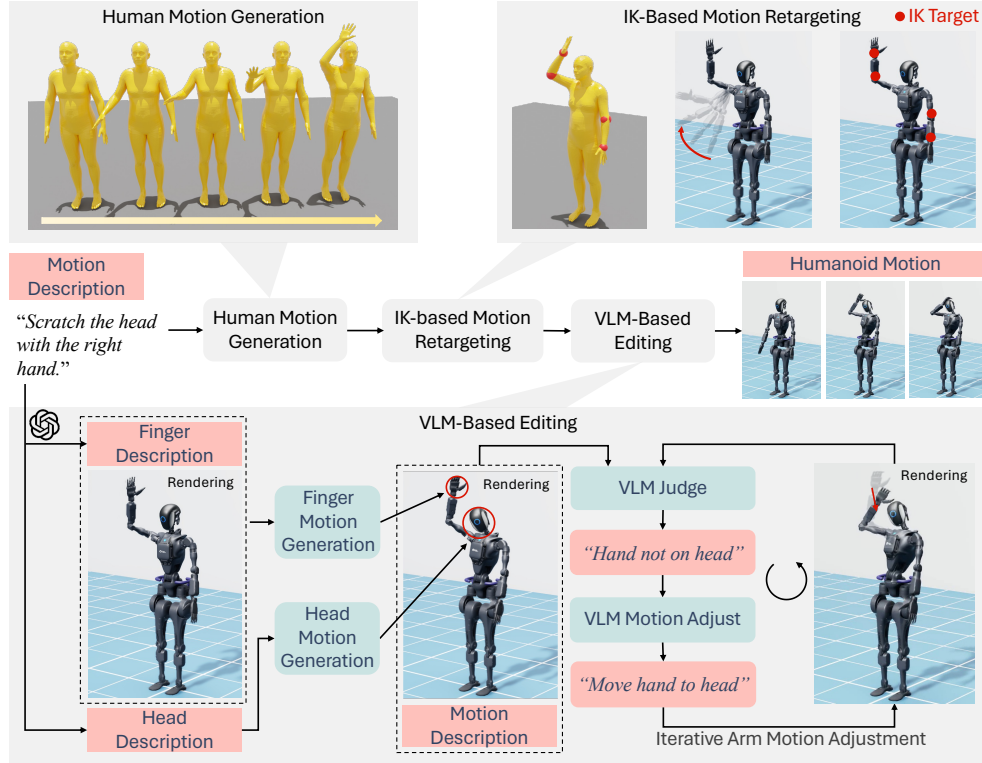 Human Motion Generation
IK-Based Motion Retargeting
IK Target
Motion
Description
"Scratch the head
with the right
hand."
Human Motion
Generation
IK-based Motion
Retargeting
VLM-Based
Editing
Humanoid Motion
VLM-Based Editing
Finger
Description
Rendering
Finger
Motion
Generation
Head
Motion
Generation
Head
Description
Rendering
Motion
Description
VLM Judge
"Hand not on head"
VLM Motion Adjust
"Move hand to head"
Rendering
Iterative Arm Motion Adjustment